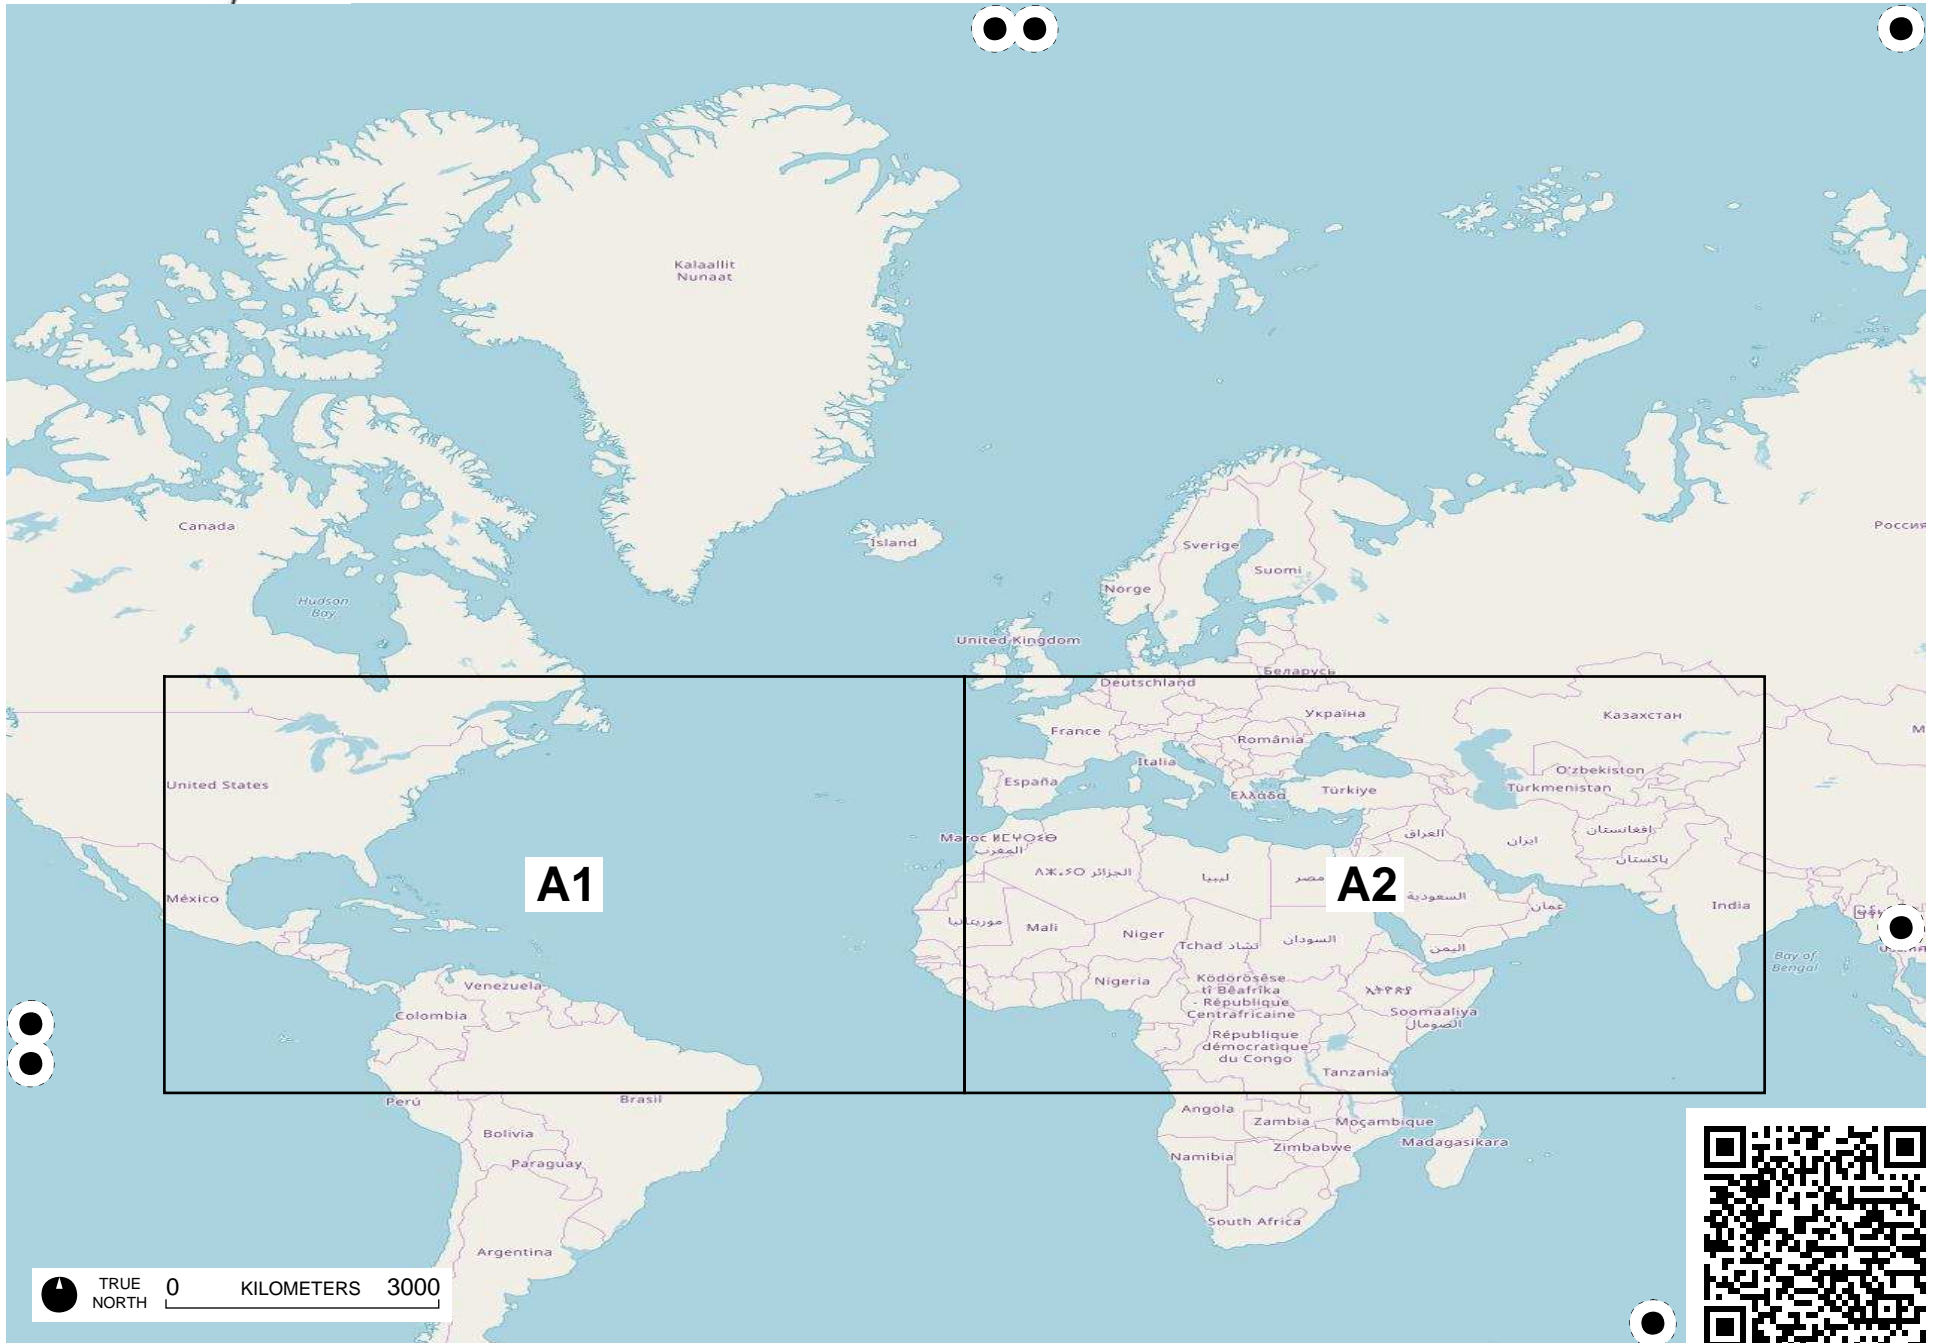 Kalaallit
Nunaat
Canada
Россия
Ísland
Sverige
Suomi
Norge
Hudson
Bay
United Kingdom
Беларусь
Deutschland
Україна
Казахстан
France
România
Italia
O'zbekiston
España
Türkmenistan
United States
Ελλάδα
Türkiye
افغانستان
العراق
Maroc ⵍⵎⵖⵔⵉⴱ
المغرب
ايران
پاکستان
الجزائر
ليبيا
مصر
A1
A2
السعودية
México
India
عمان
موريتانيا
Mali
Niger
Tchad تشاد
السودان
اليمن
Bay of
Bengal
Nigeria
Ködörösêse
tî Bêafrîka
- République
Centrafricaine
Venezuela
Colombia
Soomaaliya
الصومال
République
démocratique
du Congo
Tanzania
Perú
Brasil
Angola
Zambia
Moçambique
Bolivia
Madagasikara
Zimbabwe
Namibia
Paraguay
South Africa
Argentina
TRUE
NORTH
0 KILOMETERS 3000